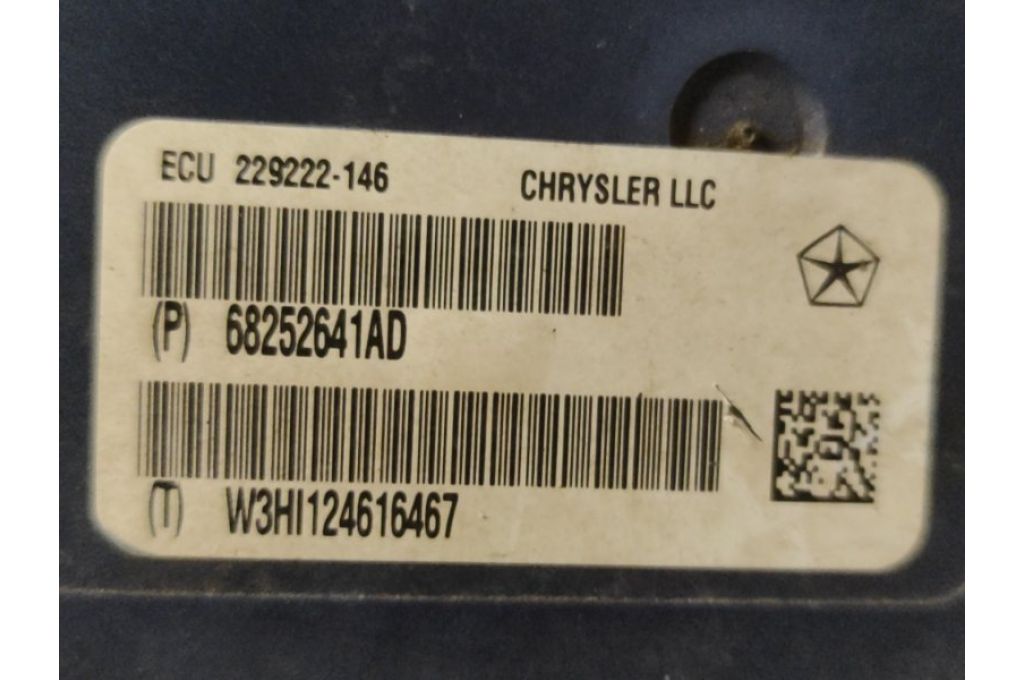 ECU 229222-146 CHRYSLER LLC
(P) 68252641AD
(T) W3HI124616467